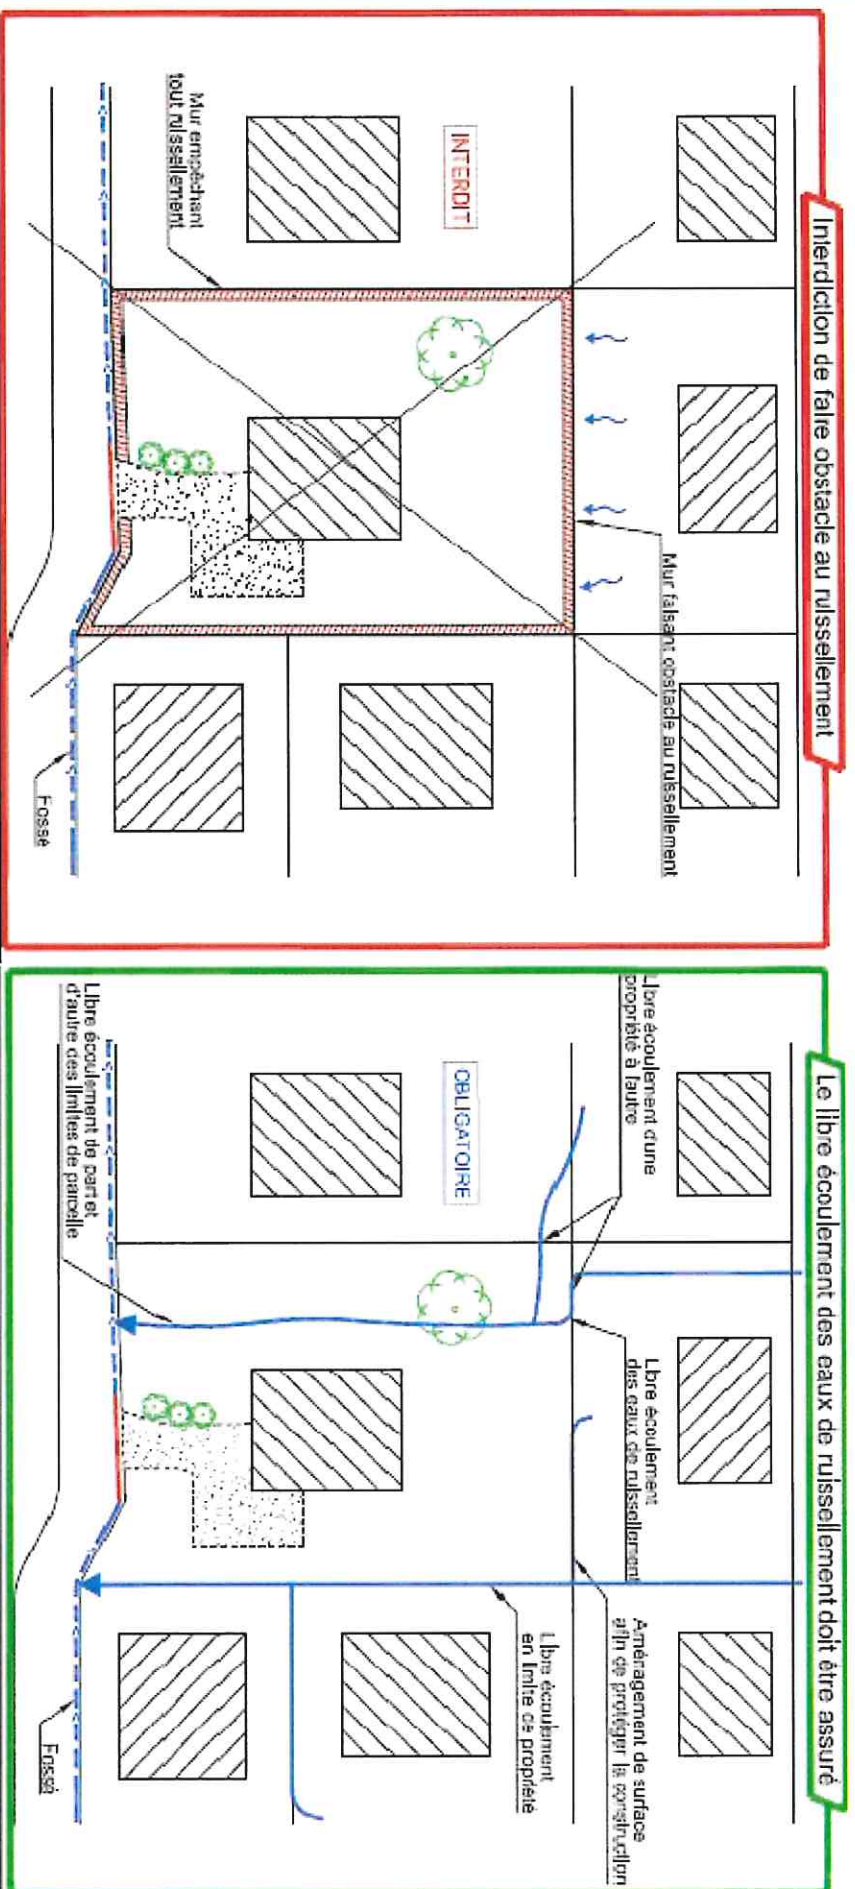 Interdiction de faire obstacle au ruissellement
INTERDIT
Mur empêchant
tout ruissellement
Mur faisant obstacle au ruissellement
Fossé
Le libre écoulement des eaux de ruissellement doit être assuré
Libre écoulement d'une
propriété à l'autre
OBLIGATOIRE
Libre écoulement
des eaux de ruissellement
Aménagement de surface
afin de protéger la construction
Libre écoulement
en limite de propriété
Libre écoulement de part et
d'autre des limites de parcelle
Fossé